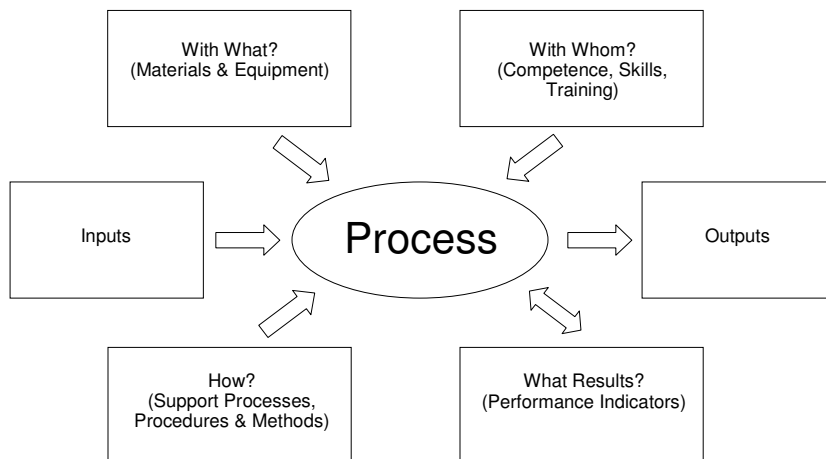 With What?
(Materials & Equipment)
With Whom?
(Competence, Skills,
Training)
Inputs
Process
Outputs
How?
(Support Processes,
Procedures & Methods)
What Results?
(Performance Indicators)